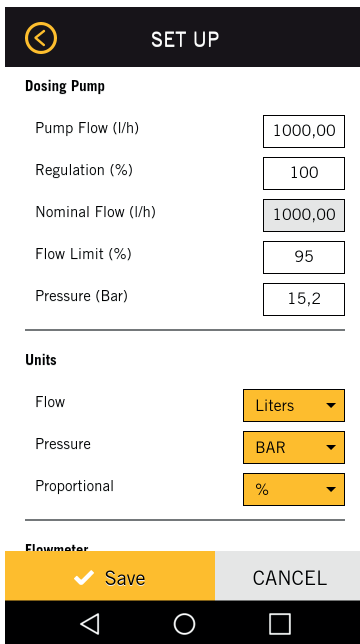 SET UP
Dosing Pump
Pump Flow (l/h) 1000,00
Regulation (%) 100
Nominal Flow (l/h) 1000,00
Flow Limit (%) 95
Pressure (Bar) 15,2
Units
Flow Liters
Pressure BAR
Proportional %
Flowmeter
Save CANCEL